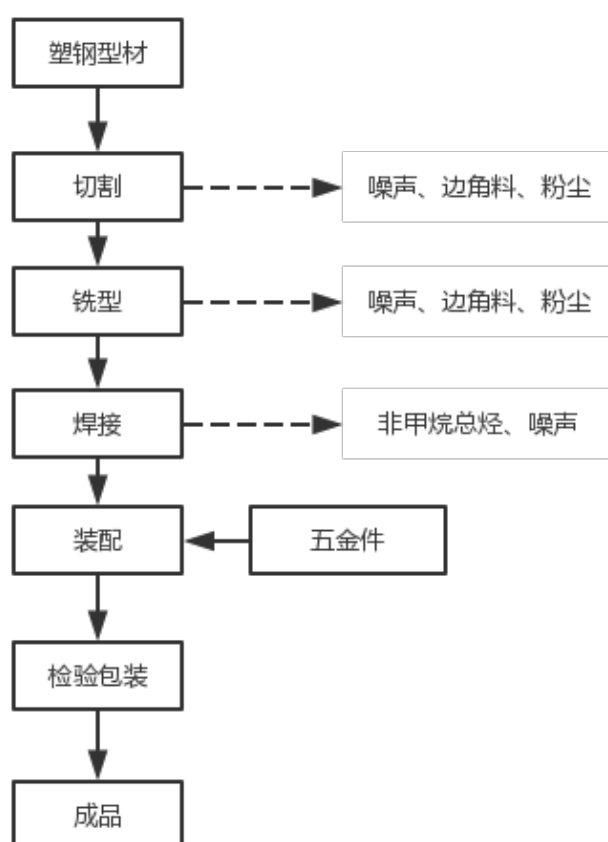 塑钢型材
切割
噪声、边角料、粉尘
铣型
噪声、边角料、粉尘
焊接
非甲烷总烃、噪声
装配
五金件
检验包装
成品